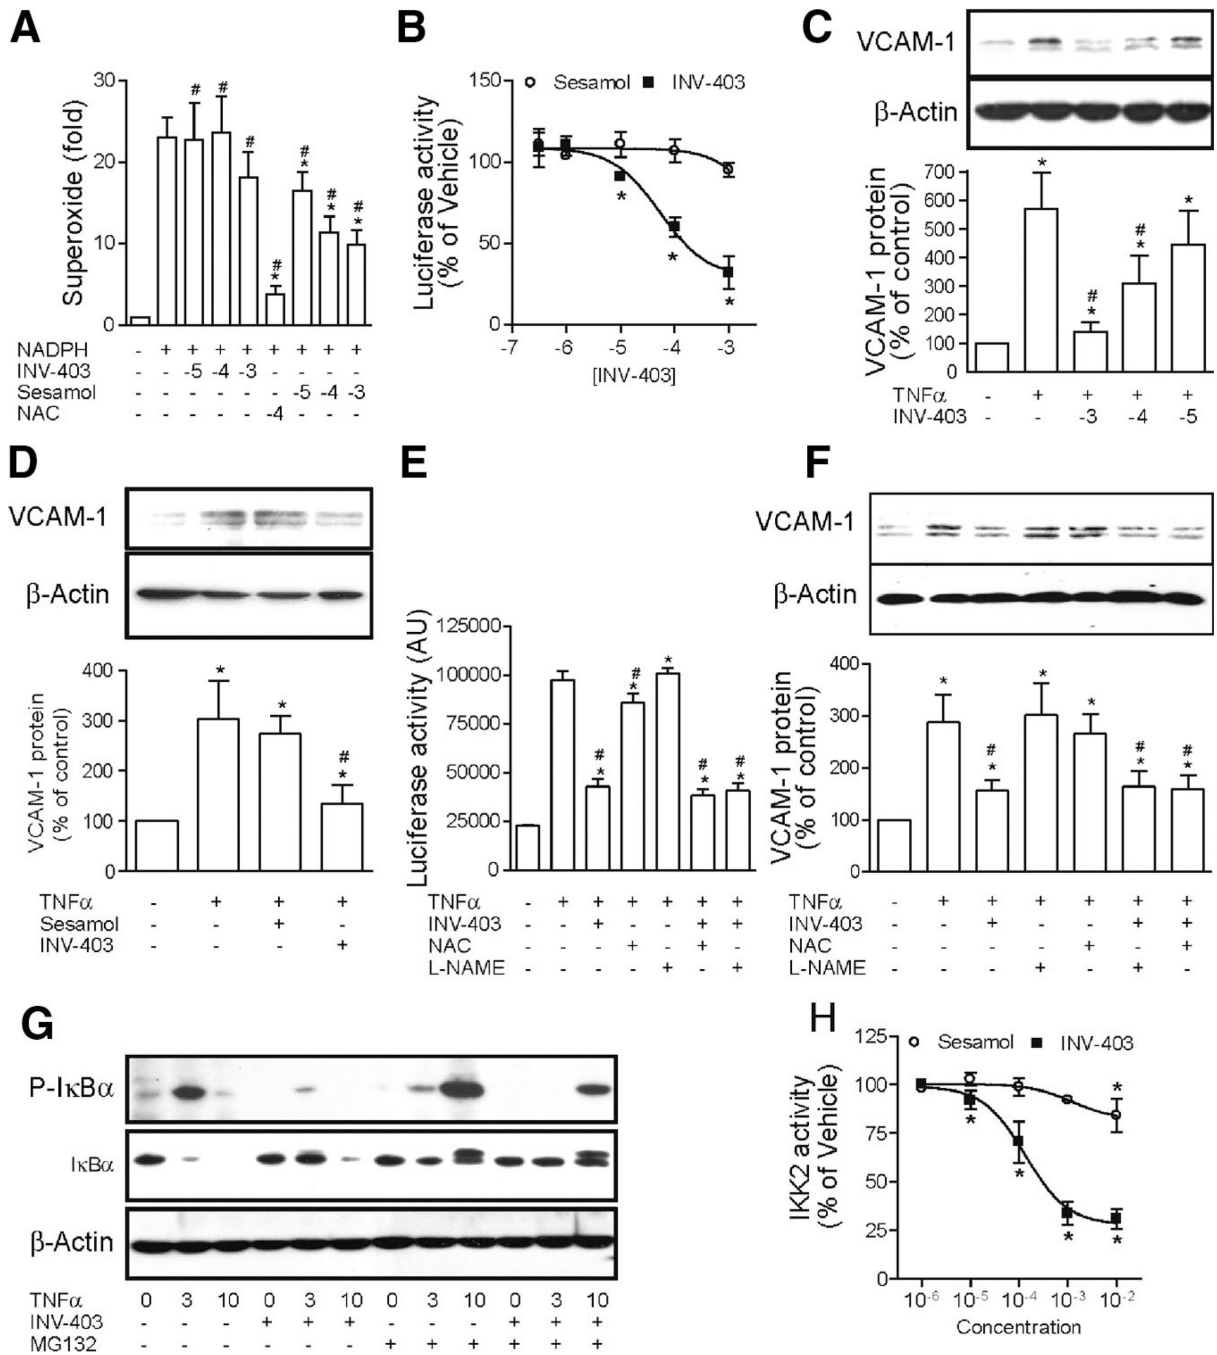 A
Superoxide (fold)
30
20
10
0
# # # # # # #
* * * *
NADPH - + + + + + + + +
INV-403 - - -5 -4 -3 - - - -
Sesamol - - - - - - -5 -4 -3
NAC - - - - - -4 - - -
B
Luciferase activity
(% of Vehicle)
Sesamol INV-403
150
100
50
0
* * *
-7 -6 -5 -4 -3
[INV-403]
C
VCAM-1
β-Actin
VCAM-1 protein
(% of control)
700
600
500
400
300
200
100
0
* # * # * *
TNFα - + + + +
INV-403 - - -3 -4 -5
D
VCAM-1
β-Actin
VCAM-1 protein
(% of control)
400
300
200
100
0
* * # *
TNFα - + + +
Sesamol - - + -
INV-403 - - - +
E
Luciferase activity (AU)
125000
100000
75000
50000
25000
0
# * # * * # * # *
TNFα - + + + + + +
INV-403 - - + - - + +
NAC - - - + - + -
L-NAME - - - - + - +
F
VCAM-1
β-Actin
VCAM-1 protein
(% of control)
400
300
200
100
0
* # * * * # * # *
TNFα - + + + + + +
INV-403 - - + - - + +
NAC - - - - + - +
L-NAME - - - + - + -
G
P-IκBα
IκBα
β-Actin
TNFα 0 3 10 0 3 10 0 3 10 0 3 10
INV-403 - - - + + + - - - + + +
MG132 - - - - - - + + + + + +
H
IKK2 activity
(% of Vehicle)
Sesamol INV-403
125
100
75
50
25
0
* * * * *
10-6 10-5 10-4 10-3 10-2
Concentration